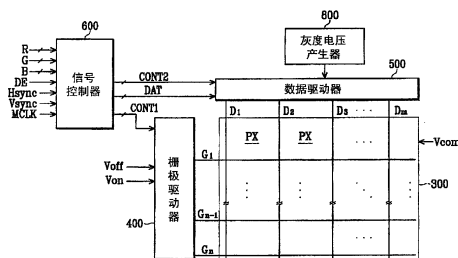 600
800
R
G
B
DE
Hsync
Vsync
MCLK
信号
控制器
灰度电压
产生器
CONT2
DAT
CONT1
500
数据驱动器
D1 D2 D3 ... Dm
Voff
Von
栅极驱动器
400
PX PX
Vcom
G1
300
Gn-1
Gn